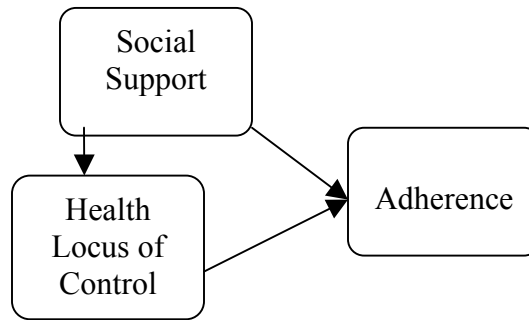 Social
Support
Health
Locus of
Control
Adherence